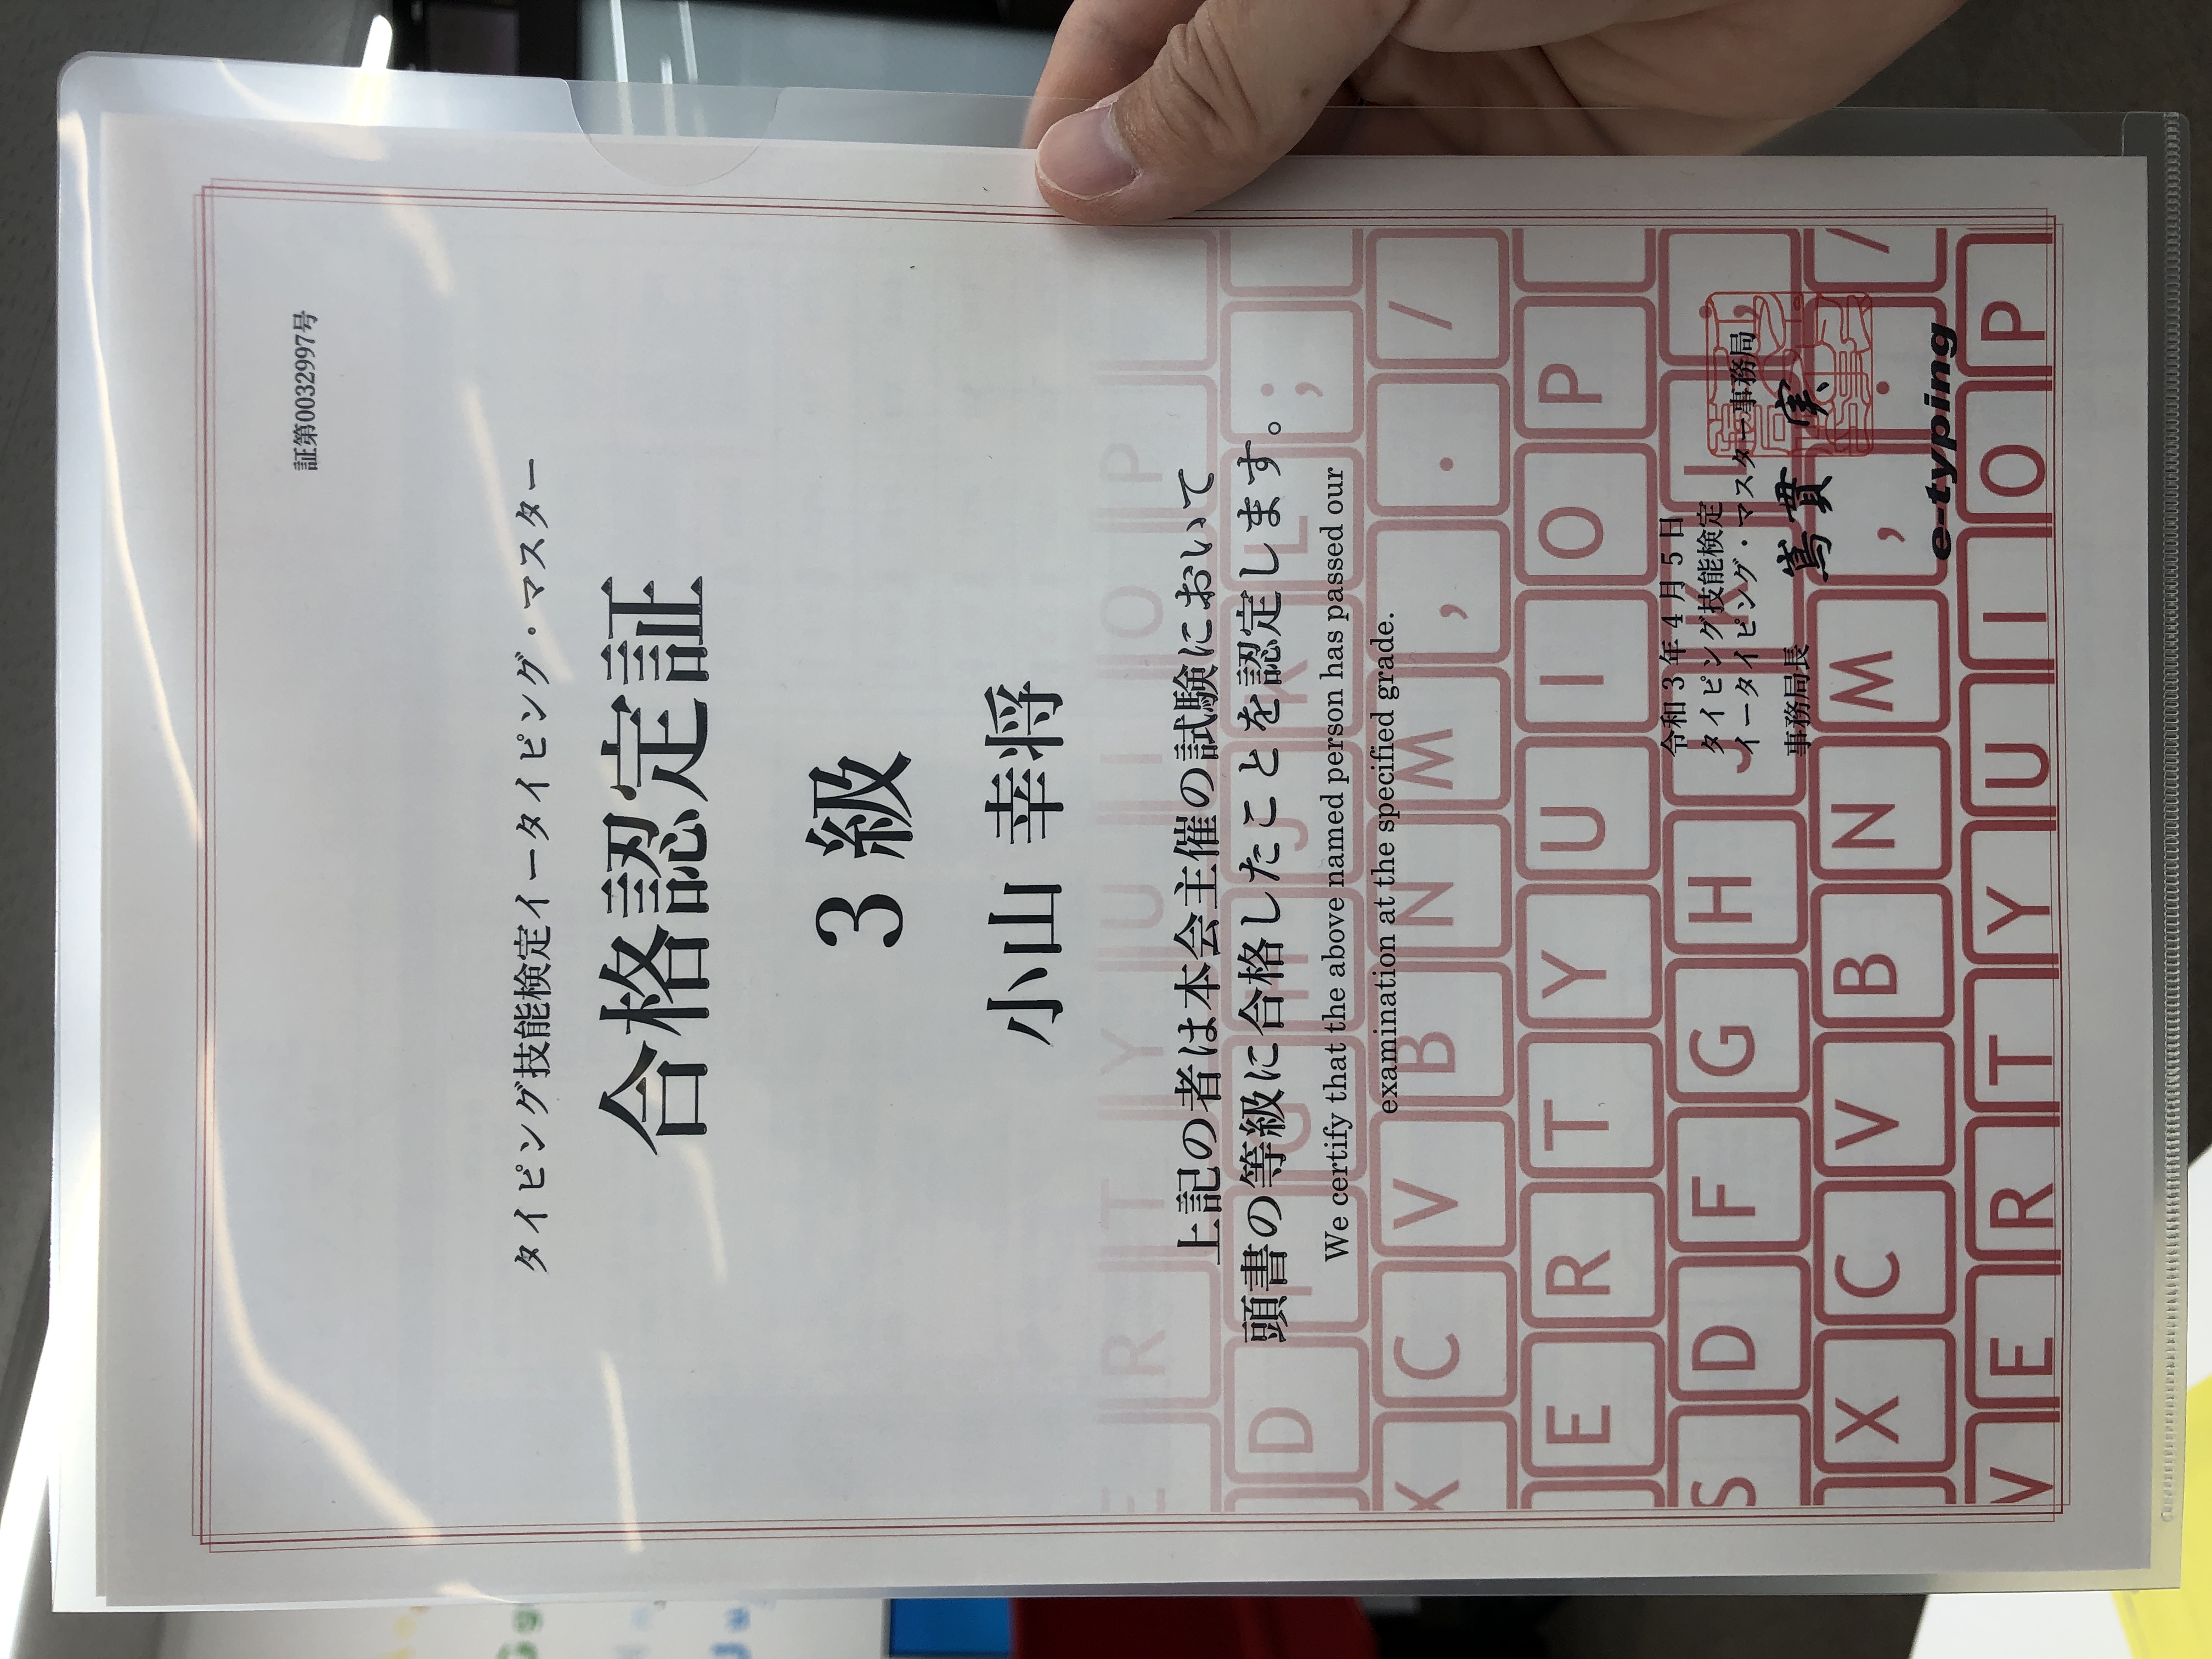 証第0032997号
タイピング技能検定イータイピング・マスター
合格認定証
3 級
小山 幸将
E R T Y U I O P
上記の者は本会主催の試験において
D F G H J K L ;
頭書の等級に合格したことを認定します。
We certify that the above named person has passed our
examination at the specified grade.
X C V B N M , . /
E R T Y U I O P
令和 3 年 4 月 5 日
S D F G H J K L ;
タイピング技能検定
イータイピング・マスター事務局
事務局長 嶌貫 実
X C V B N M , . /
e-typing
E R T Y U I O P